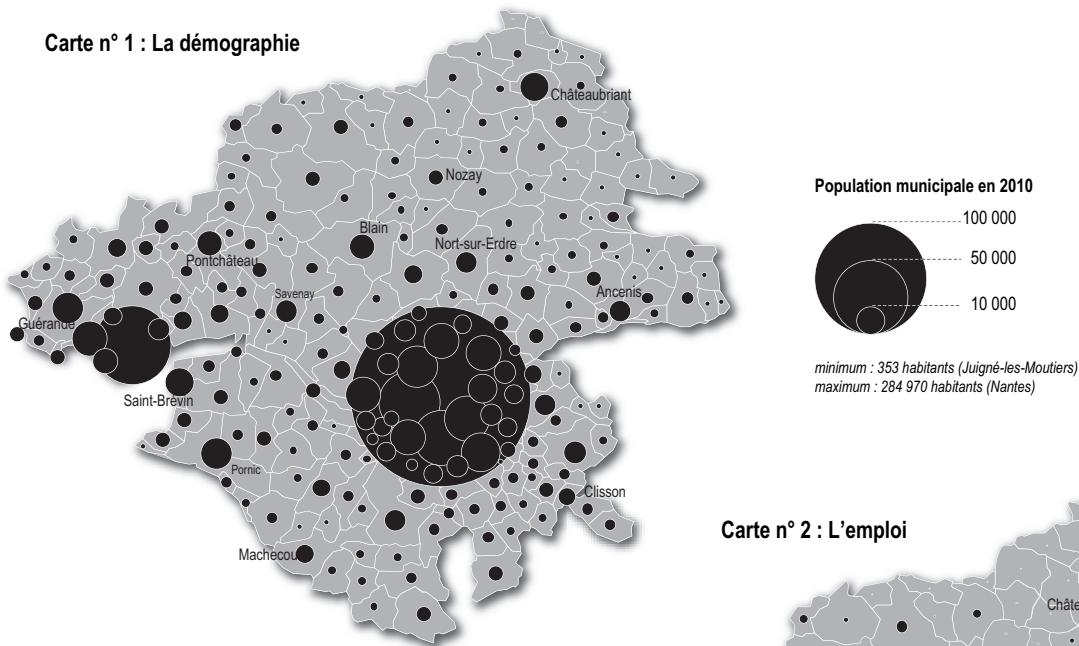 Carte n° 1 : La démographie
Châteaubriant
Nozay
Blain
Nort-sur-Erdre
Pontchâteau
Savenay
Ancenis
Guérande
Saint-Brévin
Pornic
Clisson
Machecoul
Population municipale en 2010
100 000
50 000
10 000
minimum : 353 habitants (Juigné-les-Moutiers)
maximum : 284 970 habitants (Nantes)
Carte n° 2 : L'emploi
Châte